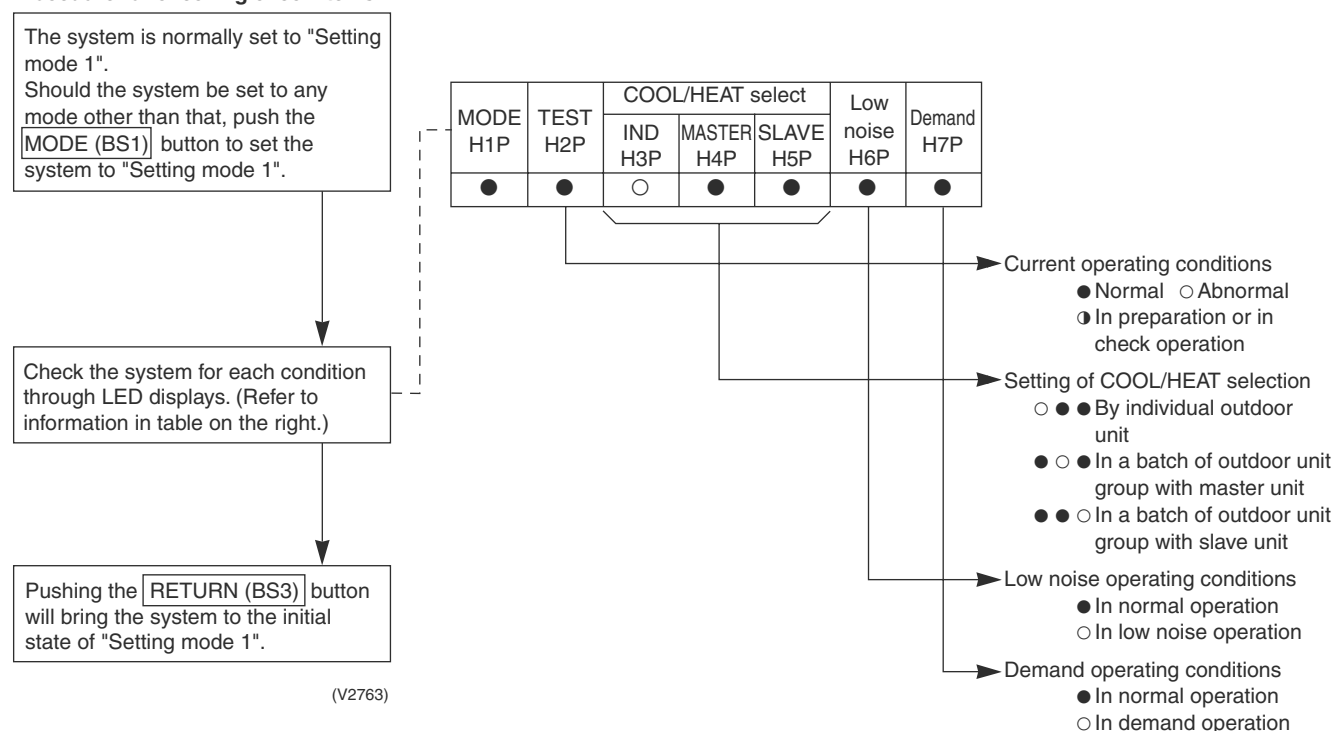 The system is normally set to "Setting
mode 1".
Should the system be set to any
mode other than that, push the
MODE (BS1) button to set the
system to "Setting mode 1".
Check the system for each condition
through LED displays. (Refer to
information in table on the right.)
Pushing the RETURN (BS3) button
will bring the system to the initial
state of "Setting mode 1".
(V2763)
MODE
H1P
TEST
H2P
COOL/HEAT select
IND
H3P
MASTER
H4P
SLAVE
H5P
Low
noise
H6P
Demand
H7P
● ● ○ ● ● ● ●
Current operating conditions
● Normal ○ Abnormal
◑ In preparation or in
check operation
Setting of COOL/HEAT selection
○ ● ● By individual outdoor
unit
● ○ ● In a batch of outdoor unit
group with master unit
● ● ○ In a batch of outdoor unit
group with slave unit
Low noise operating conditions
● In normal operation
○ In low noise operation
Demand operating conditions
● In normal operation
○ In demand operation